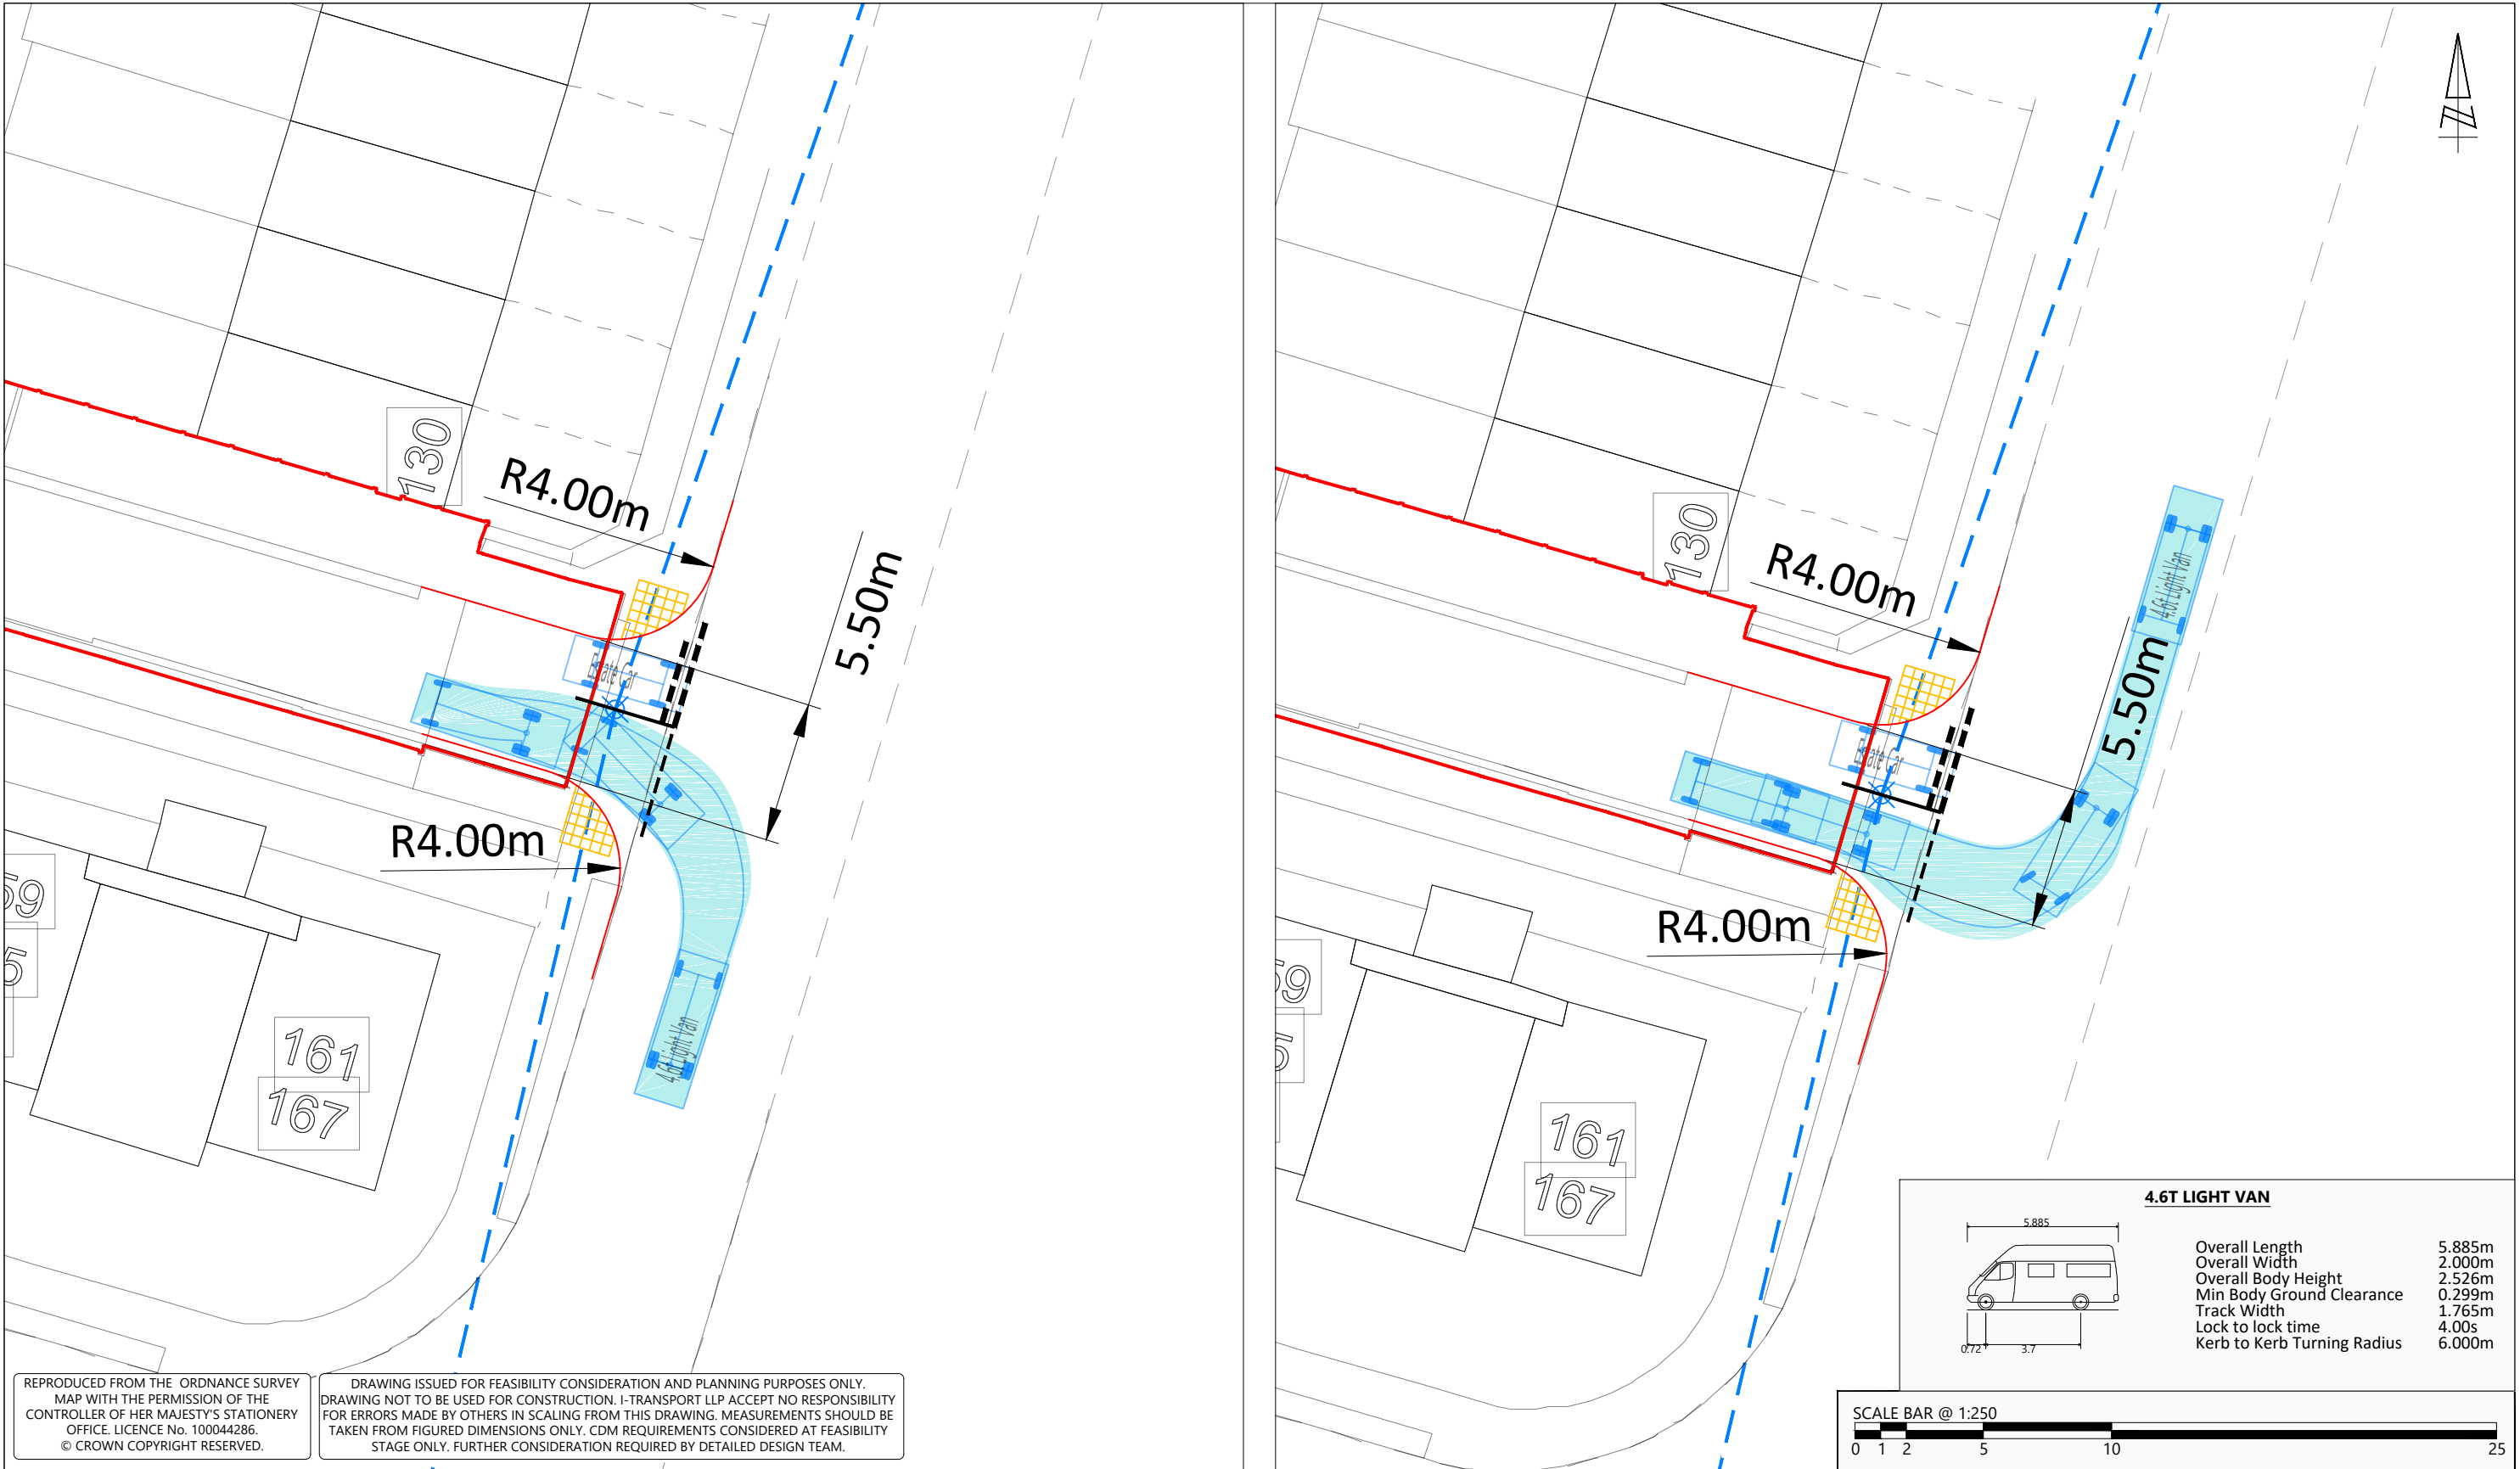 130
R4.00m
5.50m
R4.00m
59
5
161
167
4.6t Light Van
130
R4.00m
5.50m
R4.00m
59
5
161
167
4.6t Light Van
4.6T LIGHT VAN
5.885
0.72
3.7
Overall Length 5.885m
Overall Width 2.000m
Overall Body Height 2.526m
Min Body Ground Clearance 0.299m
Track Width 1.765m
Lock to lock time 4.00s
Kerb to Kerb Turning Radius 6.000m
SCALE BAR @ 1:250
0 1 2 5 10 25
REPRODUCED FROM THE ORDNANCE SURVEY
MAP WITH THE PERMISSION OF THE
CONTROLLER OF HER MAJESTY'S STATIONERY
OFFICE. LICENCE No. 100044286.
© CROWN COPYRIGHT RESERVED.
DRAWING ISSUED FOR FEASIBILITY CONSIDERATION AND PLANNING PURPOSES ONLY.
DRAWING NOT TO BE USED FOR CONSTRUCTION. I-TRANSPORT LLP ACCEPT NO RESPONSIBILITY
FOR ERRORS MADE BY OTHERS IN SCALING FROM THIS DRAWING. MEASUREMENTS SHOULD BE
TAKEN FROM FIGURED DIMENSIONS ONLY. CDM REQUIREMENTS CONSIDERED AT FEASIBILITY
STAGE ONLY. FURTHER CONSIDERATION REQUIRED BY DETAILED DESIGN TEAM.